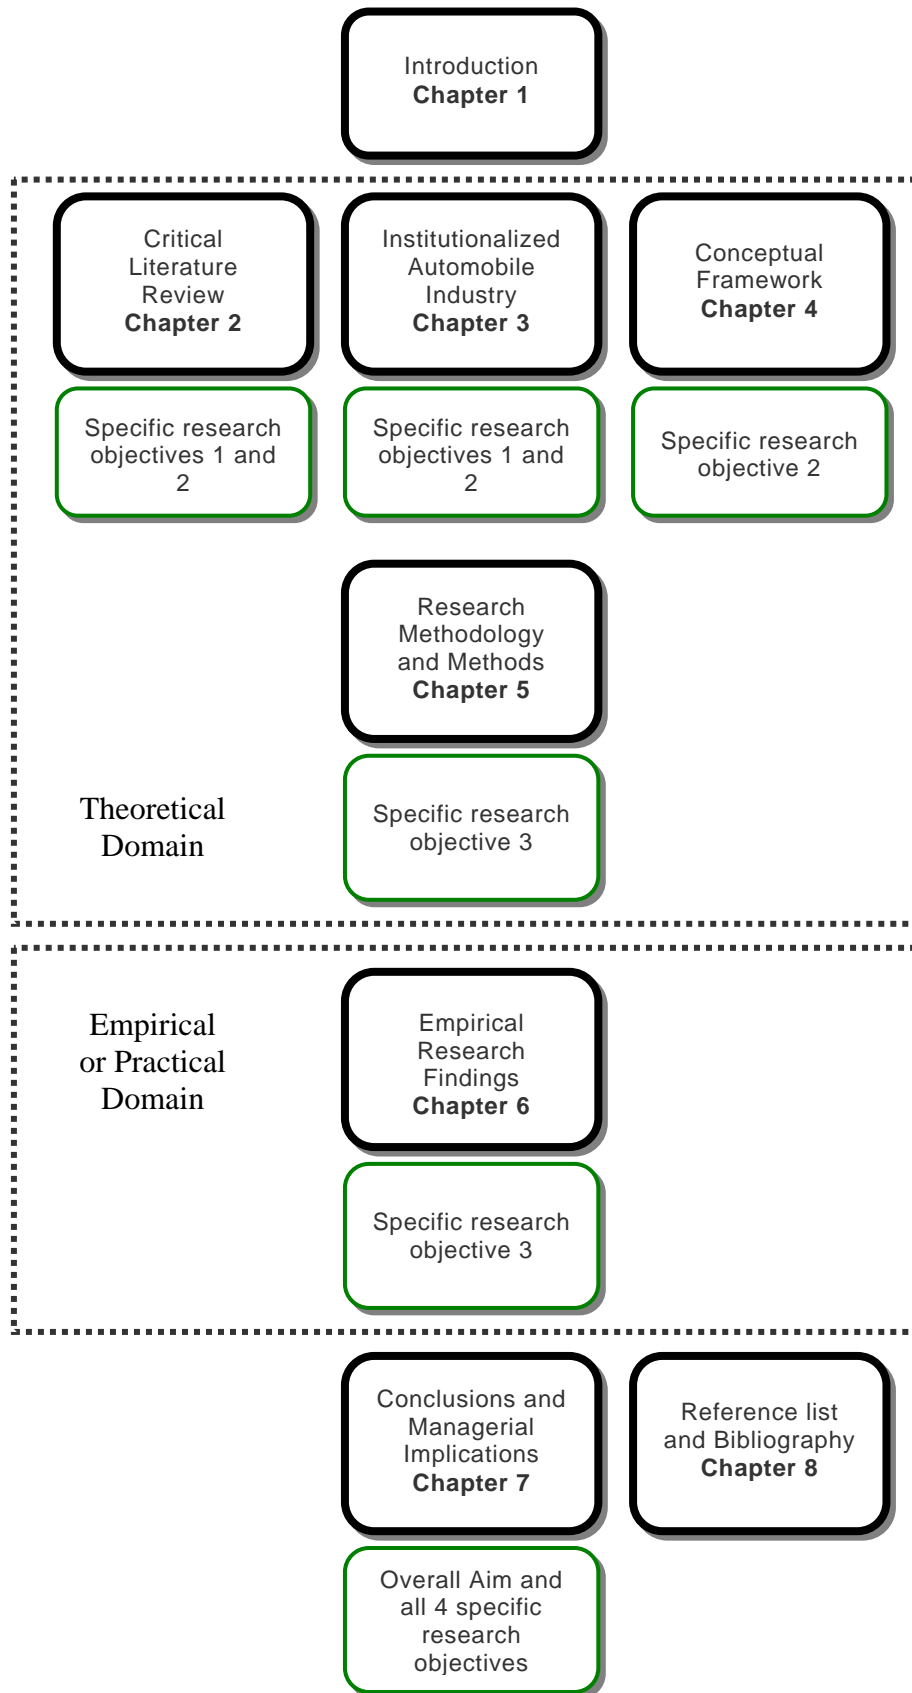 Introduction
Chapter 1
Critical
Literature
Review
Chapter 2
Institutionalized
Automobile
Industry
Chapter 3
Conceptual
Framework
Chapter 4
Specific research
objectives 1 and
2
Specific research
objectives 1 and
2
Specific research
objective 2
Research
Methodology
and Methods
Chapter 5
Theoretical
Domain
Specific research
objective 3
Empirical
or Practical
Domain
Empirical
Research
Findings
Chapter 6
Specific research
objective 3
Conclusions and
Managerial
Implications
Chapter 7
Reference list
and Bibliography
Chapter 8
Overall Aim and
all 4 specific
research
objectives